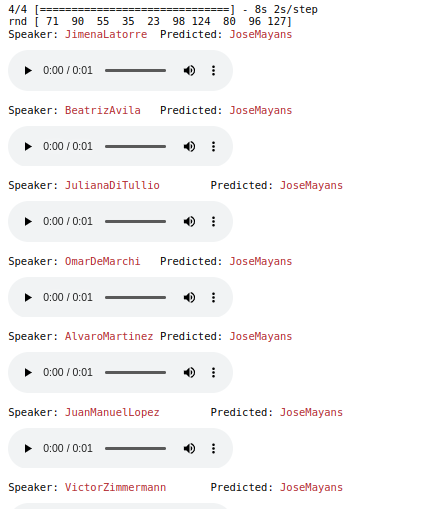 4/4 [==============================] - 8s 2s/step
rnd [ 71  90  55  35  23  98 124  80  96 127]
Speaker: JimenaLatorre  Predicted: JoseMayans
0:00 / 0:01
Speaker: BeatrizAvila   Predicted: JoseMayans
0:00 / 0:01
Speaker: JulianaDiTullio        Predicted: JoseMayans
0:00 / 0:01
Speaker: OmarDeMarchi   Predicted: JoseMayans
0:00 / 0:01
Speaker: AlvaroMartinez Predicted: JoseMayans
0:00 / 0:01
Speaker: JuanManuelLopez        Predicted: JoseMayans
0:00 / 0:01
Speaker: VictorZimmermann       Predicted: JoseMayans